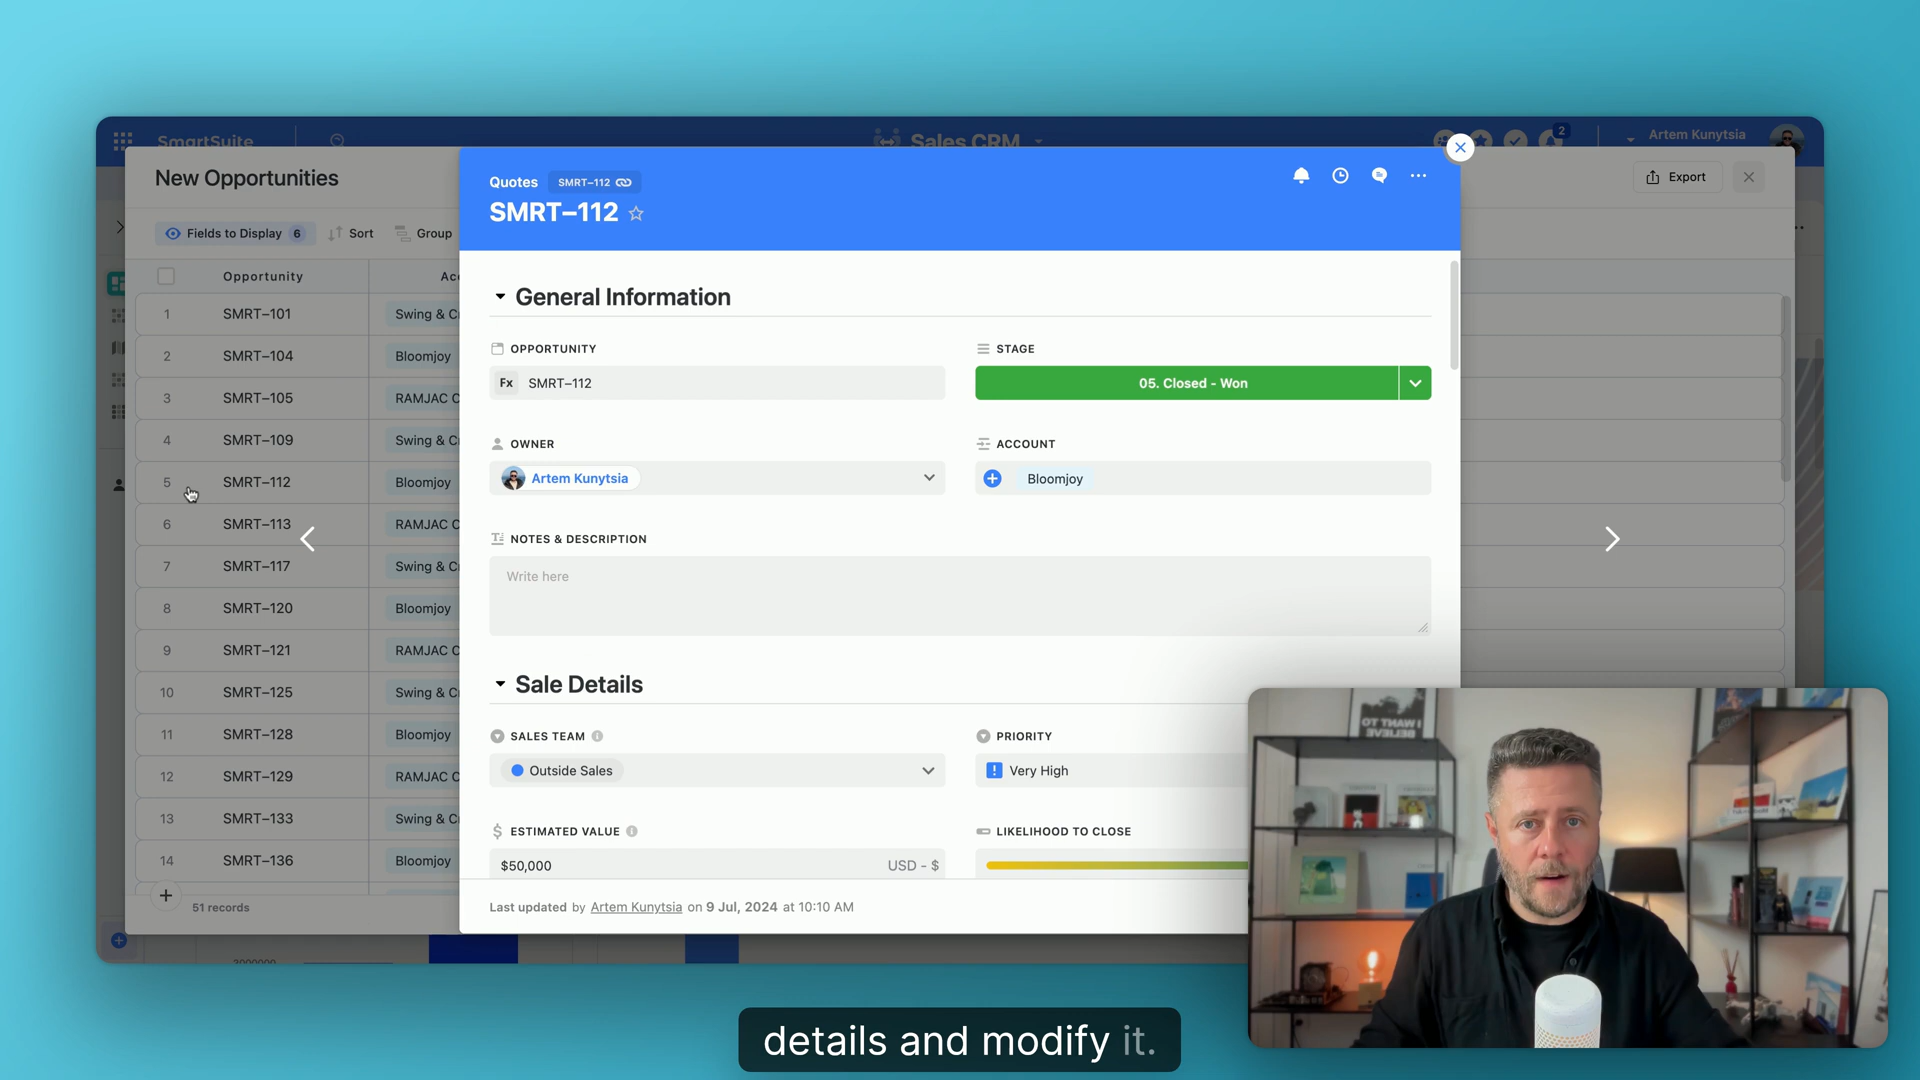 SmartSuite
Sales CRM
2
Artem Kunytsia
New Opportunities
Export
Fields to Display 6
Sort
Group
Opportunity
Acc
1 SMRT–101 Swing & C
2 SMRT–104 Bloomjoy
3 SMRT–105 RAMJAC C
4 SMRT–109 Swing & C
5 SMRT–112 Bloomjoy
6 SMRT–113 RAMJAC C
7 SMRT–117 Swing & C
8 SMRT–120 Bloomjoy
9 SMRT–121 RAMJAC
10 SMRT–125 Swing & C
11 SMRT–128 Bloomjoy
12 SMRT–129 RAMJAC C
13 SMRT–133 Swing & C
14 SMRT–136 Bloomjoy
51 records
Quotes SMRT–112
SMRT–112
General Information
OPPORTUNITY
Fx SMRT–112
STAGE
05. Closed - Won
OWNER
Artem Kunytsia
ACCOUNT
Bloomjoy
NOTES & DESCRIPTION
Write here
Sale Details
SALES TEAM
Outside Sales
PRIORITY
Very High
ESTIMATED VALUE
$50,000 USD - $
LIKELIHOOD TO CLOSE
Last updated by Artem Kunytsia on 9 Jul, 2024 at 10:10 AM
I WANT TO
BELIEVE
details and modify it.